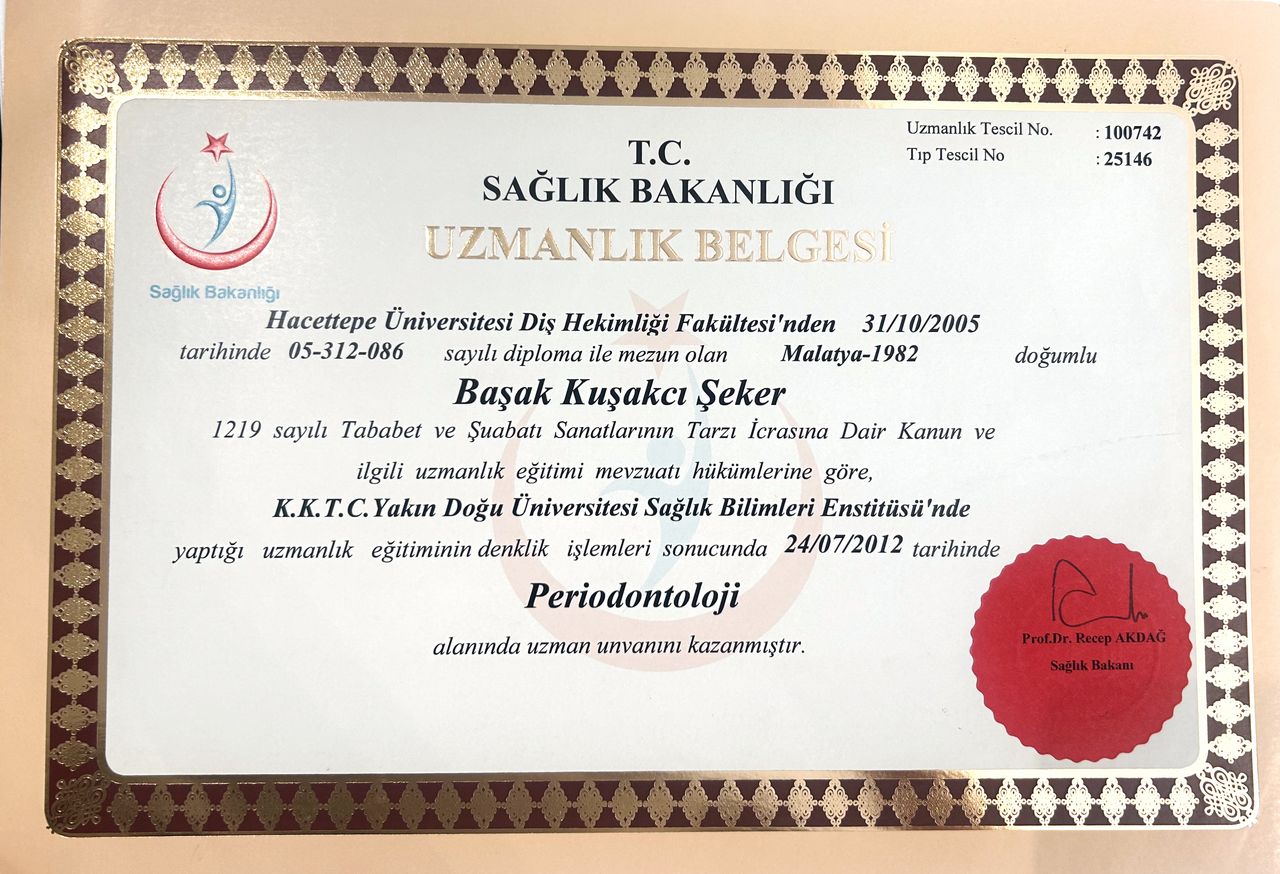 Uzmanlık Tescil No. : 100742
Tıp Tescil No : 25146
T.C.
SAĞLIK BAKANLIĞI
UZMANLIK BELGESİ
Sağlık Bakanlığı
Hacettepe Üniversitesi Diş Hekimliği Fakültesi'nden 31/10/2005
tarihinde 05-312-086 sayılı diploma ile mezun olan Malatya-1982 doğumlu
Başak Kuşakcı Şeker
1219 sayılı Tababet ve Şuabatı Sanatlarının Tarzı İcrasına Dair Kanun ve
ilgili uzmanlık eğitimi mevzuatı hükümlerine göre,
K.K.T.C.Yakın Doğu Üniversitesi Sağlık Bilimleri Enstitüsü'nde
yaptığı uzmanlık eğitiminin denklik işlemleri sonucunda 24/07/2012 tarihinde
Periodontoloji
alanında uzman unvanını kazanmıştır.
Prof.Dr. Recep AKDAĞ
Sağlık Bakanı